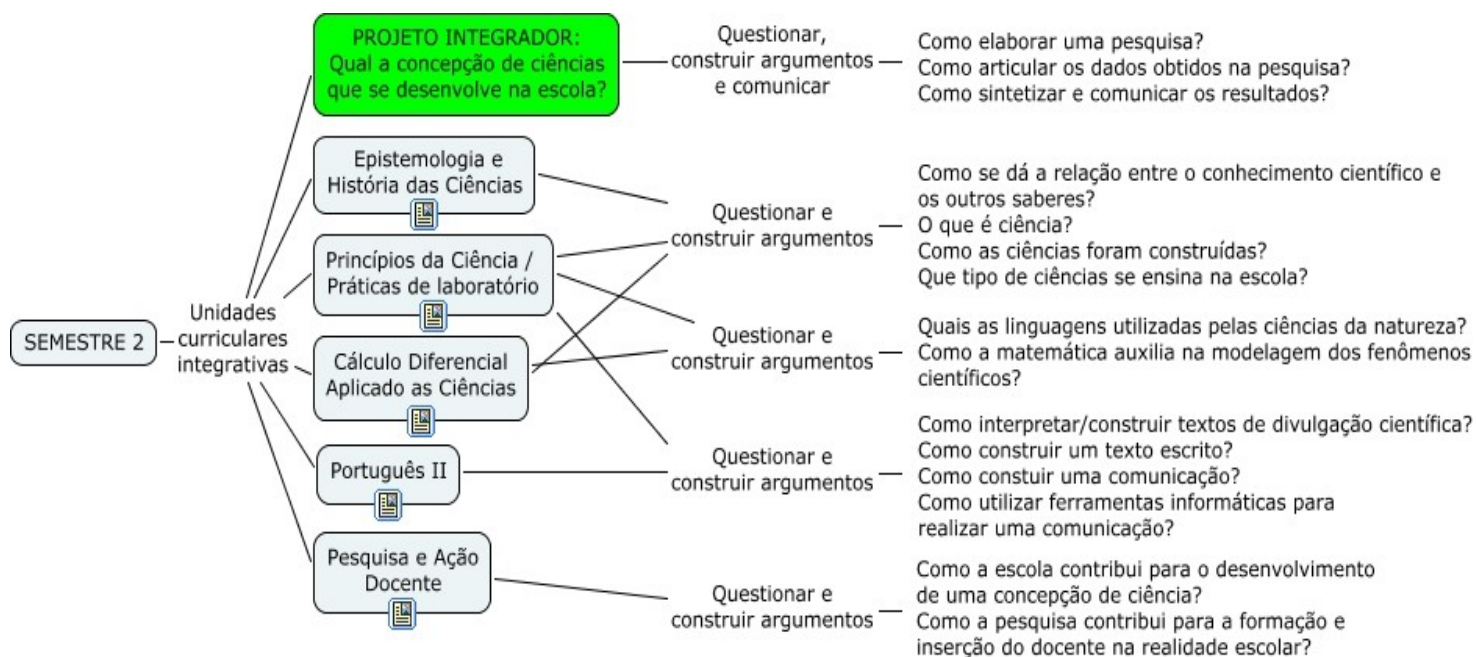 PROJETO INTEGRADOR:
Qual a concepção de ciências
que se desenvolve na escola?
Questionar,
construir argumentos
e comunicar
Como elaborar uma pesquisa?
Como articular os dados obtidos na pesquisa?
Como sintetizar e comunicar os resultados?
Epistemologia e
História das Ciências
Questionar e
construir argumentos
Como se dá a relação entre o conhecimento científico e
os outros saberes?
O que é ciência?
Como as ciências foram construídas?
Que tipo de ciências se ensina na escola?
Princípios da Ciência /
Práticas de laboratório
SEMESTRE 2
Unidades
curriculares
integrativas
Cálculo Diferencial
Aplicado as Ciências
Questionar e
construir argumentos
Quais as linguagens utilizadas pelas ciências da natureza?
Como a matemática auxilia na modelagem dos fenômenos
científicos?
Português II
Questionar e
construir argumentos
Como interpretar/construir textos de divulgação científica?
Como construir um texto escrito?
Como constuir uma comunicação?
Como utilizar ferramentas informáticas para
realizar uma comunicação?
Pesquisa e Ação
Docente
Questionar e
construir argumentos
Como a escola contribui para o desenvolvimento
de uma concepção de ciência?
Como a pesquisa contribui para a formação e
inserção do docente na realidade escolar?